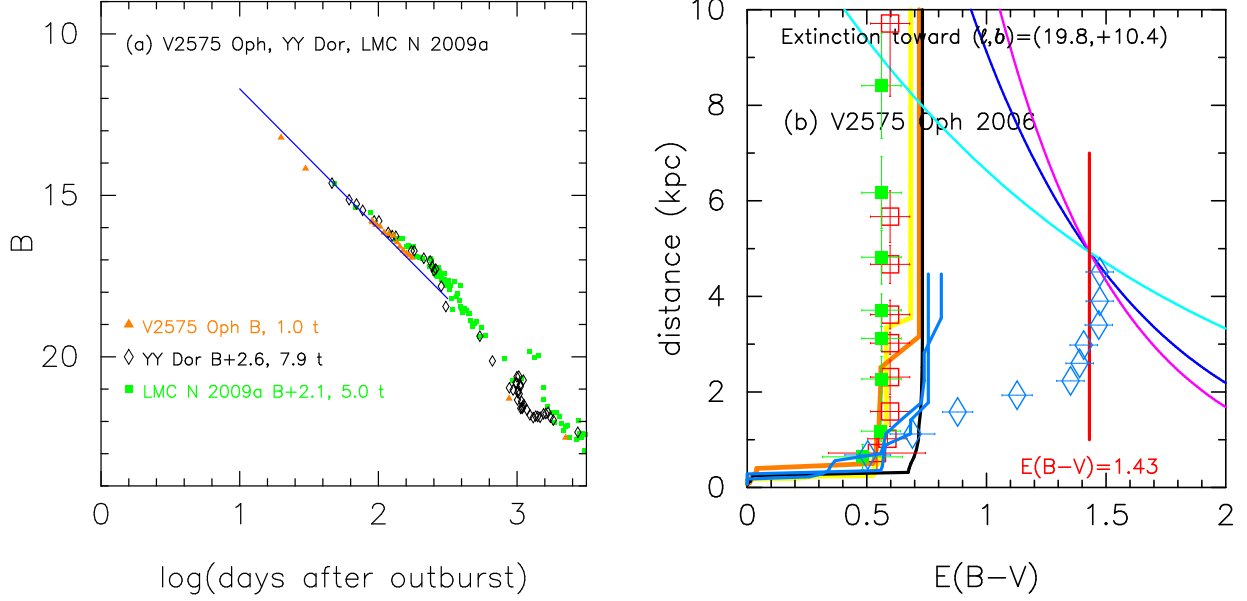 (a) V2575 Oph, YY Dor, LMC N 2009a
10
15
20
B
V2575 Oph B, 1.0 t
YY Dor B+2.6, 7.9 t
LMC N 2009a B+2.1, 5.0 t
0
1
2
3
log(days after outburst)
Extinction toward (l,b)=(19.8,+10.4)
(b) V2575 Oph 2006
10
8
6
4
2
0
distance (kpc)
E(B−V)=1.43
0
0.5
1
1.5
2
E(B−V)